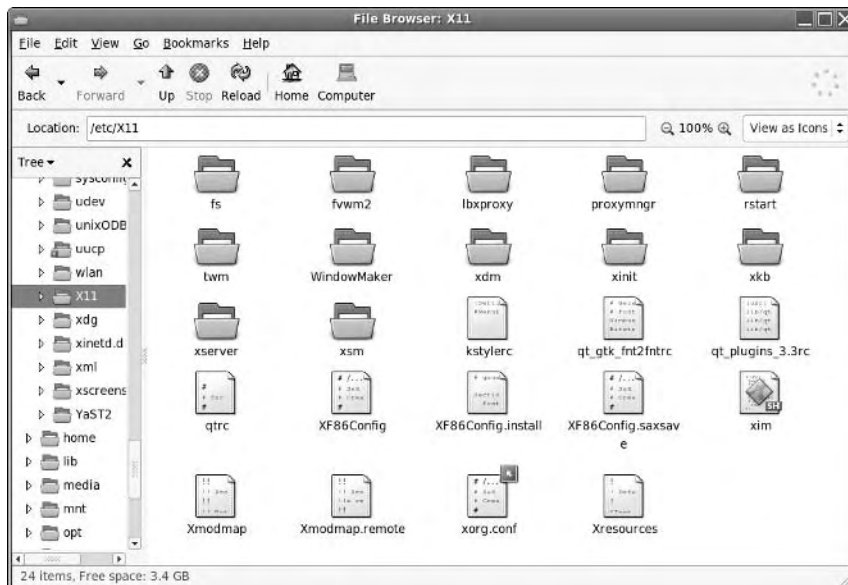 File Browser: X11
File Edit View Go Bookmarks Help
Back Forward Up Stop Reload Home Computer
Location: /etc/X11 100% View as Icons
Tree
udev
unixODB
uucp
wlan
X11
xdg
xinetd.d
xml
xscreens
YaST2
home
lib
media
mnt
opt
fs fvwm2 lbxproxy proxymngr rstart
twm WindowMaker xdm xinit xkb
xserver xsm kstylerc qt_gtk_fnt2fntrc qt_plugins_3.3rc
qtrc XF86Config XF86Config.install XF86Config.saxsav xim
e
Xmodmap Xmodmap.remote xorg.conf Xresources
24 items, Free space: 3.4 GB